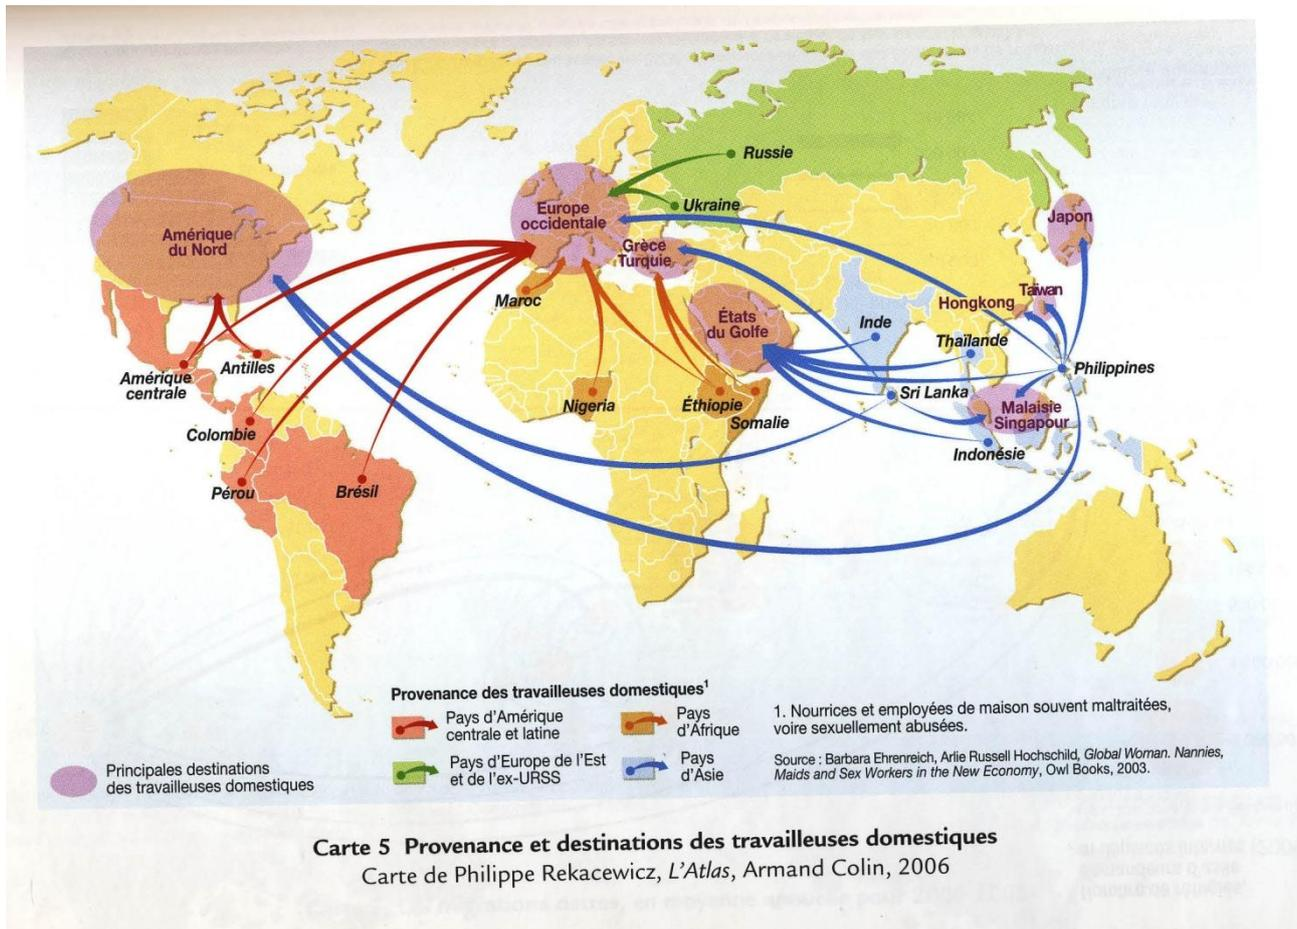 Russie
Ukraine
Europe
occidentale
Japon
Amérique
du Nord
Grèce
Turquie
Maroc
Taïwan
Hongkong
États
du Golfe
Inde
Thaïlande
Antilles
Philippines
Amérique
centrale
Sri Lanka
Nigeria
Éthiopie
Somalie
Malaisie
Singapour
Colombie
Indonésie
Pérou
Brésil
Provenance des travailleuses domestiques¹
Pays d'Amérique
centrale et latine
Pays
d'Afrique
Pays d'Europe de l'Est
et de l'ex-URSS
Pays
d'Asie
Principales destinations
des travailleuses domestiques
1. Nourrices et employées de maison souvent maltraitées,
voire sexuellement abusées.
Source : Barbara Ehrenreich, Arlie Russell Hochschild, Global Woman. Nannies,
Maids and Sex Workers in the New Economy, Owl Books, 2003.
Carte 5 Provenance et destinations des travailleuses domestiques
Carte de Philippe Rekacewicz, L'Atlas, Armand Colin, 2006